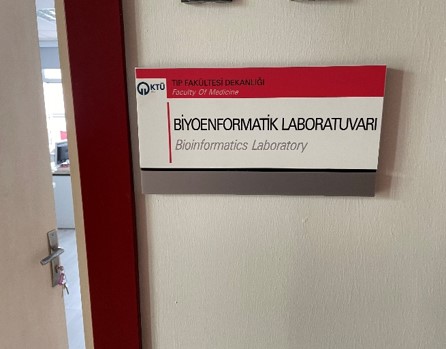 KTÜ
TIP FAKÜLTESİ DEKANLIĞI
Faculty Of Medicine
BİYOENFORMATİK LABORATUVARI
Bioinformatics Laboratory